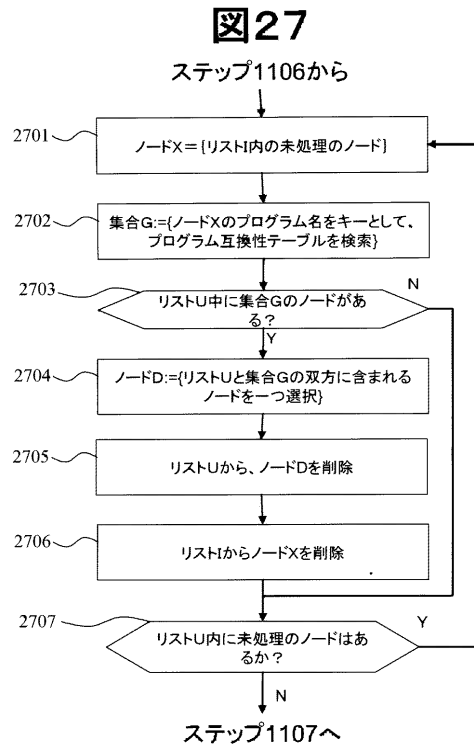 図27
ステップ1106から
2701
ノードX={リストI内の未処理のノード}
2702
集合G:={ノードXのプログラム名をキーとして、
プログラム互換性テーブルを検索}
2703
リストU中に集合Gのノードがあ
る?
N
Y
2704
ノードD:={リストUと集合Gの双方に含まれる
ノードを一つ選択}
2705
リストUから、ノードDを削除
2706
リストIからノードXを削除
2707
リストU内に未処理のノードはあ
るか?
Y
N
ステップ1107へ